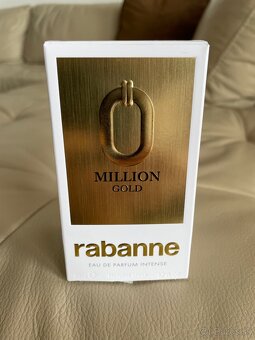 MILLION
GOLD
rabanne
EAU DE PARFUM INTENSE